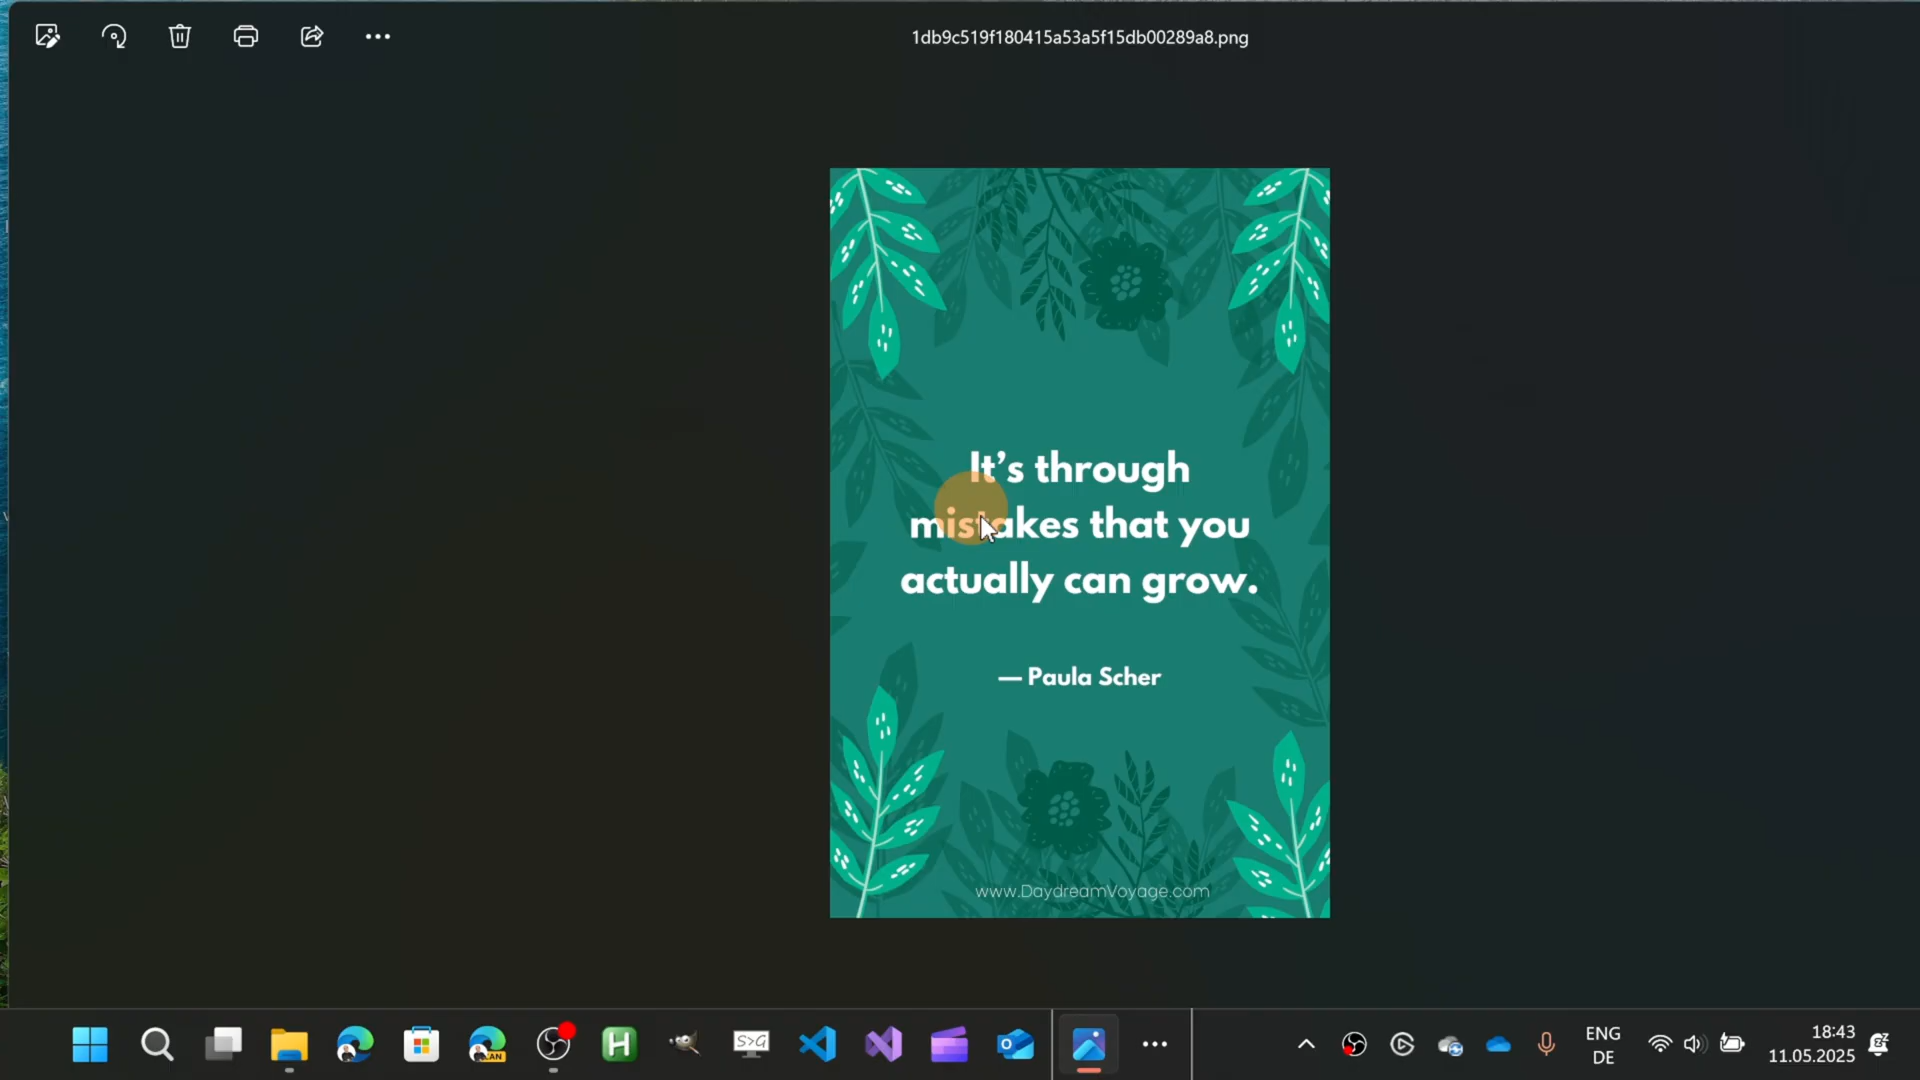 1db9c519f180415a53a5f15db00289a8.png
It’s through
mistakes that you
actually can grow.
— Paula Scher
www.DaydreamVoyage.com
CAN
S>G
H
ENG
DE
18:43
11.05.2025